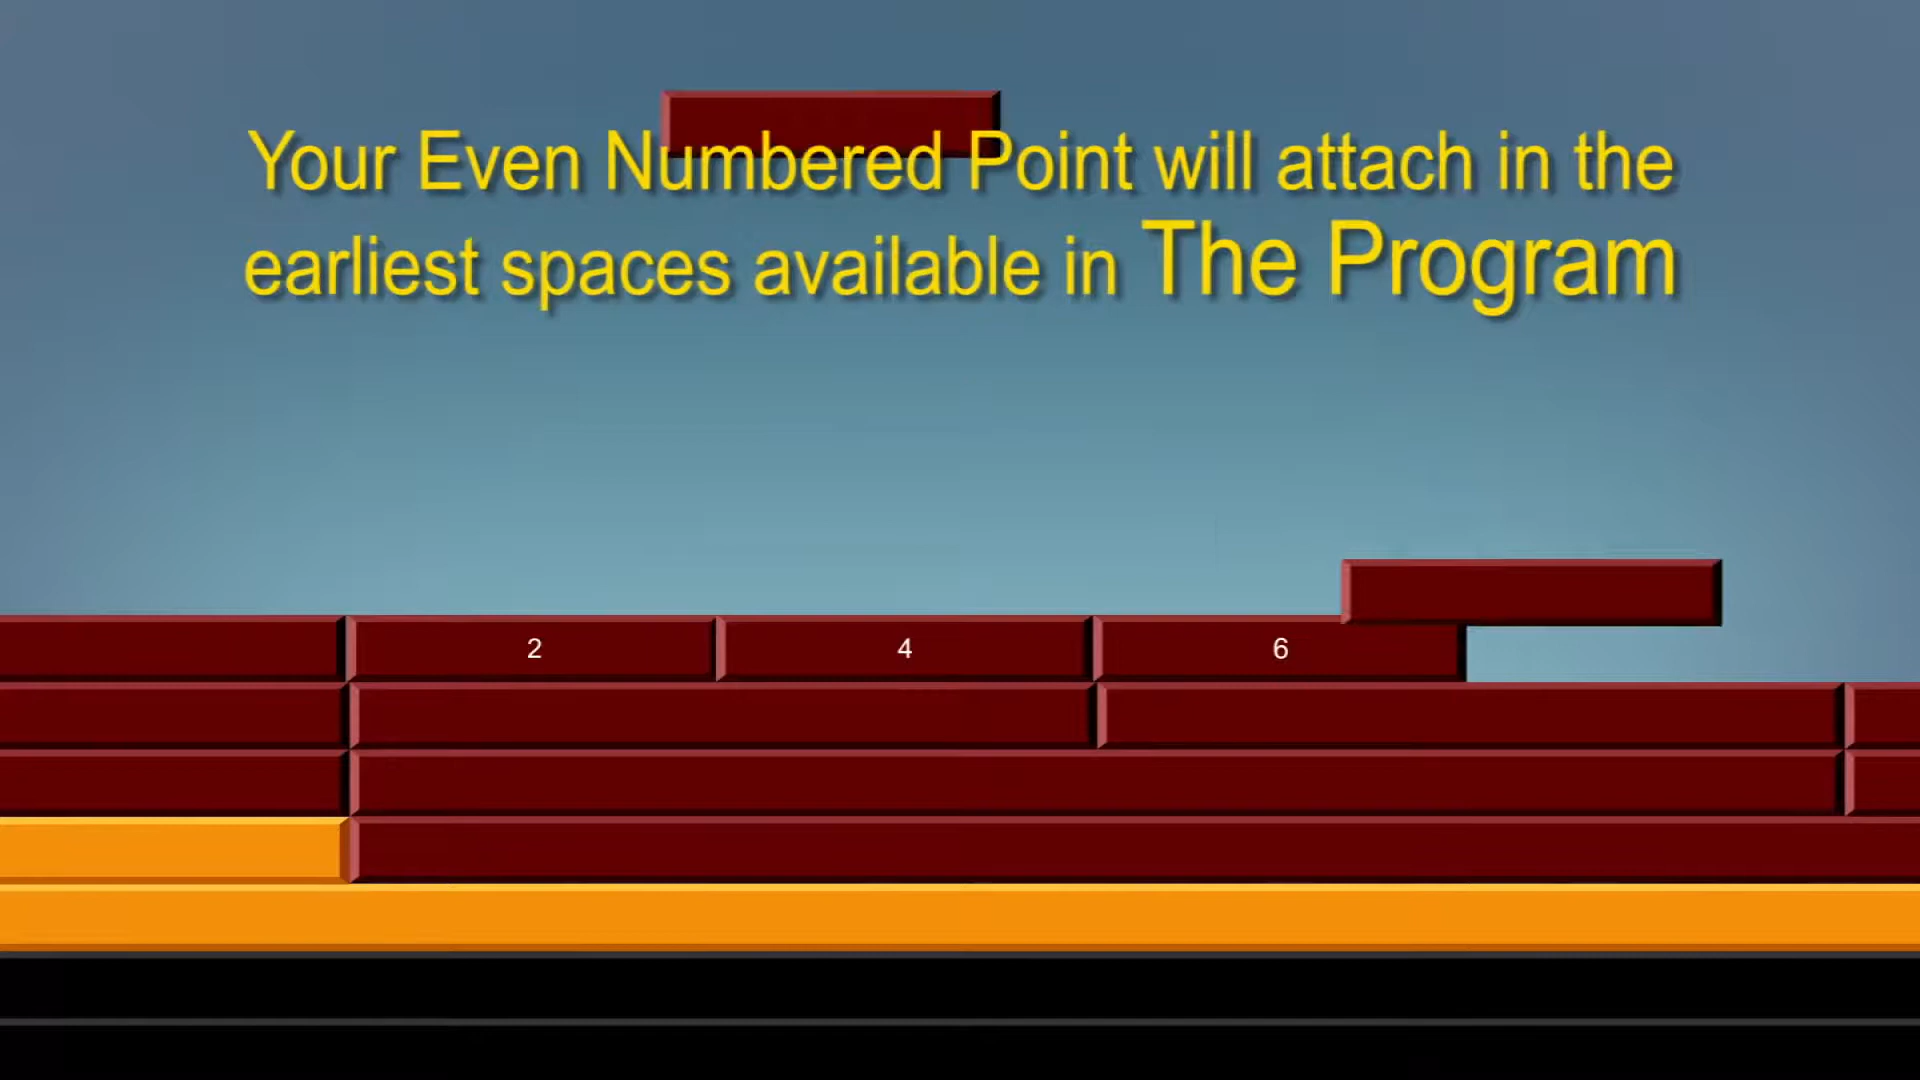 Your Even Numbered Point will attach in the
earliest spaces available in The Program
2 4 6